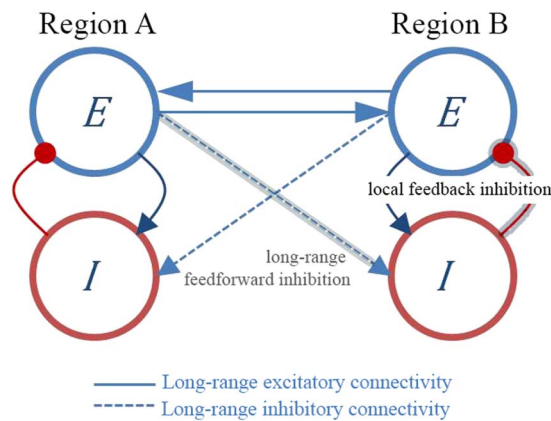 Region A
Region B
E
E
local feedback inhibition
long-range
feedforward inhibition
I
I
Long-range excitatory connectivity
Long-range inhibitory connectivity